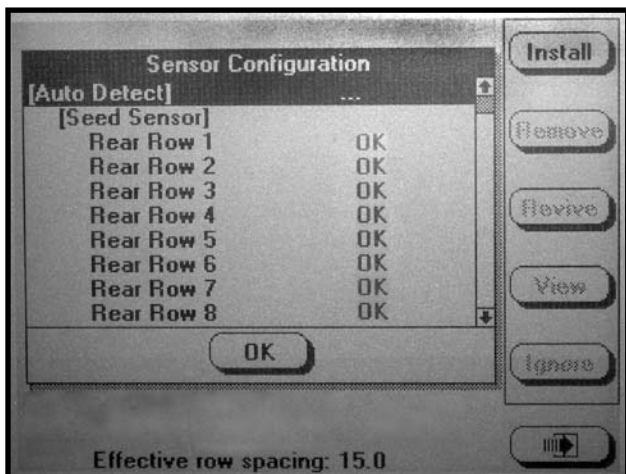 Sensor Configuration
[Auto Detect] ...
[Seed Sensor]
Rear Row 1 OK
Rear Row 2 OK
Rear Row 3 OK
Rear Row 4 OK
Rear Row 5 OK
Rear Row 6 OK
Rear Row 7 OK
Rear Row 8 OK
OK
Effective row spacing: 15.0
Install
Remove
Revive
View
Ignore